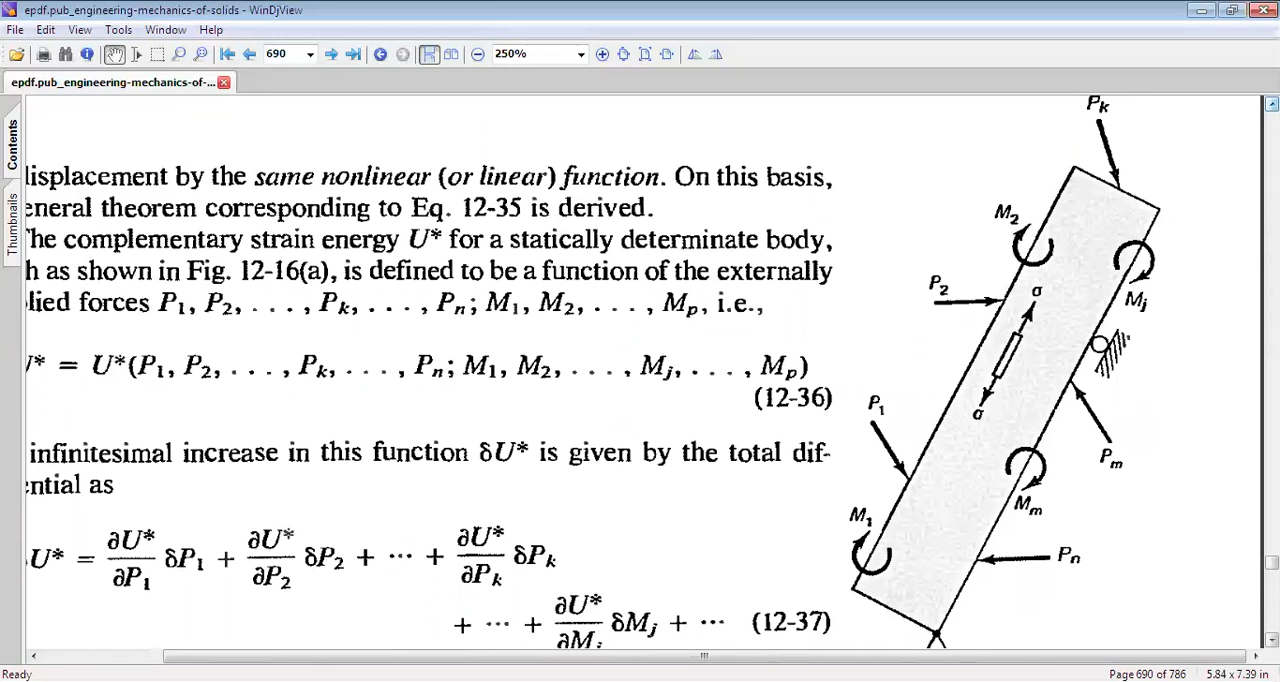 epdf.pub_engineering-mechanics-of-solids - WinDjView
File Edit View Tools Window Help
690 250%
epdf.pub_engineering-mechanics-of-...
Contents
Thumbnails
lisplacement by the same nonlinear (or linear) function. On this basis,
eneral theorem corresponding to Eq. 12-35 is derived.
The complementary strain energy U* for a statically determinate body,
h as shown in Fig. 12-16(a), is defined to be a function of the externally
lied forces P₁, P₂, . . . , Pₖ, . . . , Pₙ; M₁, M₂, . . . , Mₚ, i.e.,
U* = U*(P₁, P₂, . . . , Pₖ, . . . , Pₙ; M₁, M₂, . . . , Mⱼ, . . . , Mₚ)
(12-36)
infinitesimal increase in this function δU* is given by the total dif-
ential as
U* = ∂U*/∂P₁ δP₁ + ∂U*/∂P₂ δP₂ + ··· + ∂U*/∂Pₖ δPₖ
+ ··· + ∂U*/∂Mⱼ δMⱼ + ··· (12-37)
Pₖ
M₂
P₂
σ
Mⱼ
σ
P₁
Pₘ
M₁
Mₘ
Pₙ
Ready
Page 690 of 786 5.84 x 7.39 in